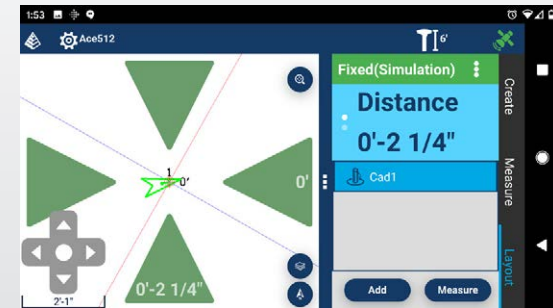 1:53
Ace512
6'
Fixed(Simulation)
Distance
0'-2 1/4"
Cad1
Create
Measure
Layout
1
0'
0'
0'-2 1/4"
2'-1"
Add
Measure